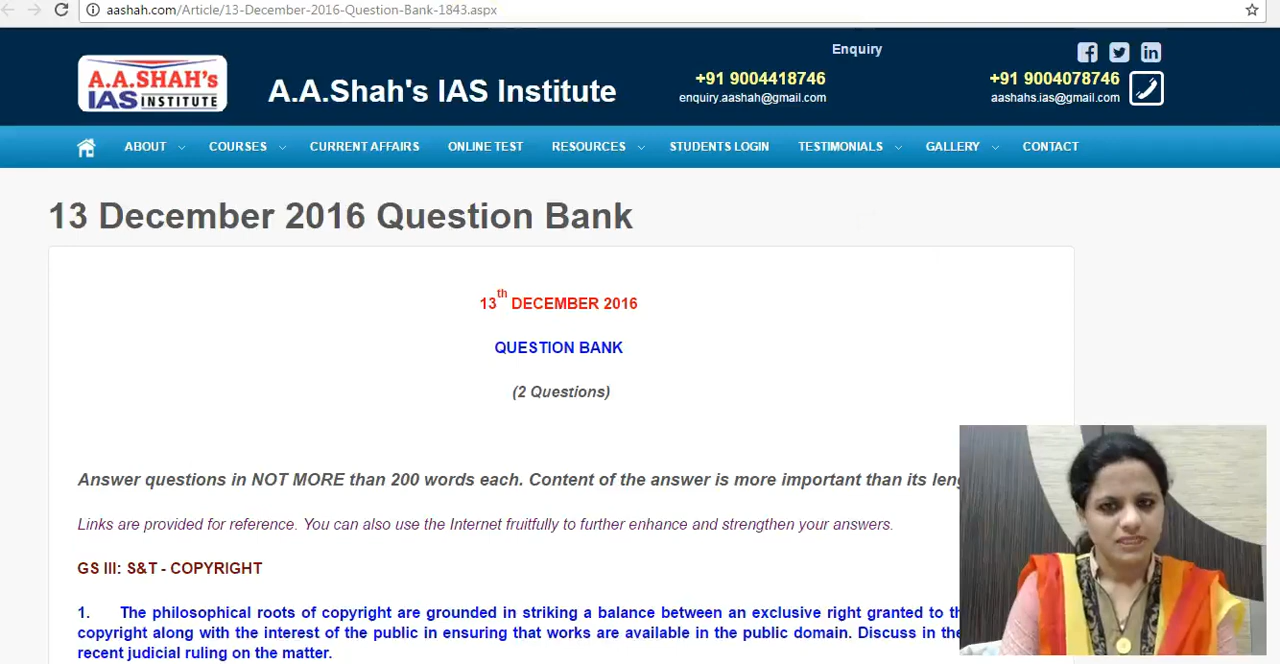 aashah.com/Article/13-December-2016-Question-Bank-1843.aspx
Enquiry
A.A.SHAH's
IAS INSTITUTE
A.A.Shah's IAS Institute
+91 9004418746
enquiry.aashah@gmail.com
+91 9004078746
aashahs.ias@gmail.com
ABOUT COURSES CURRENT AFFAIRS ONLINE TEST RESOURCES STUDENTS LOGIN TESTIMONIALS GALLERY CONTACT
13 December 2016 Question Bank
13th DECEMBER 2016
QUESTION BANK
(2 Questions)
Answer questions in NOT MORE than 200 words each. Content of the answer is more important than its
Links are provided for reference. You can also use the Internet fruitfully to further enhance and strengthen your answers.
GS III: S&T - COPYRIGHT
1. The philosophical roots of copyright are grounded in striking a balance between an exclusive right granted to
copyright along with the interest of the public in ensuring that works are available in the public domain. Discuss in
recent judicial ruling on the matter.